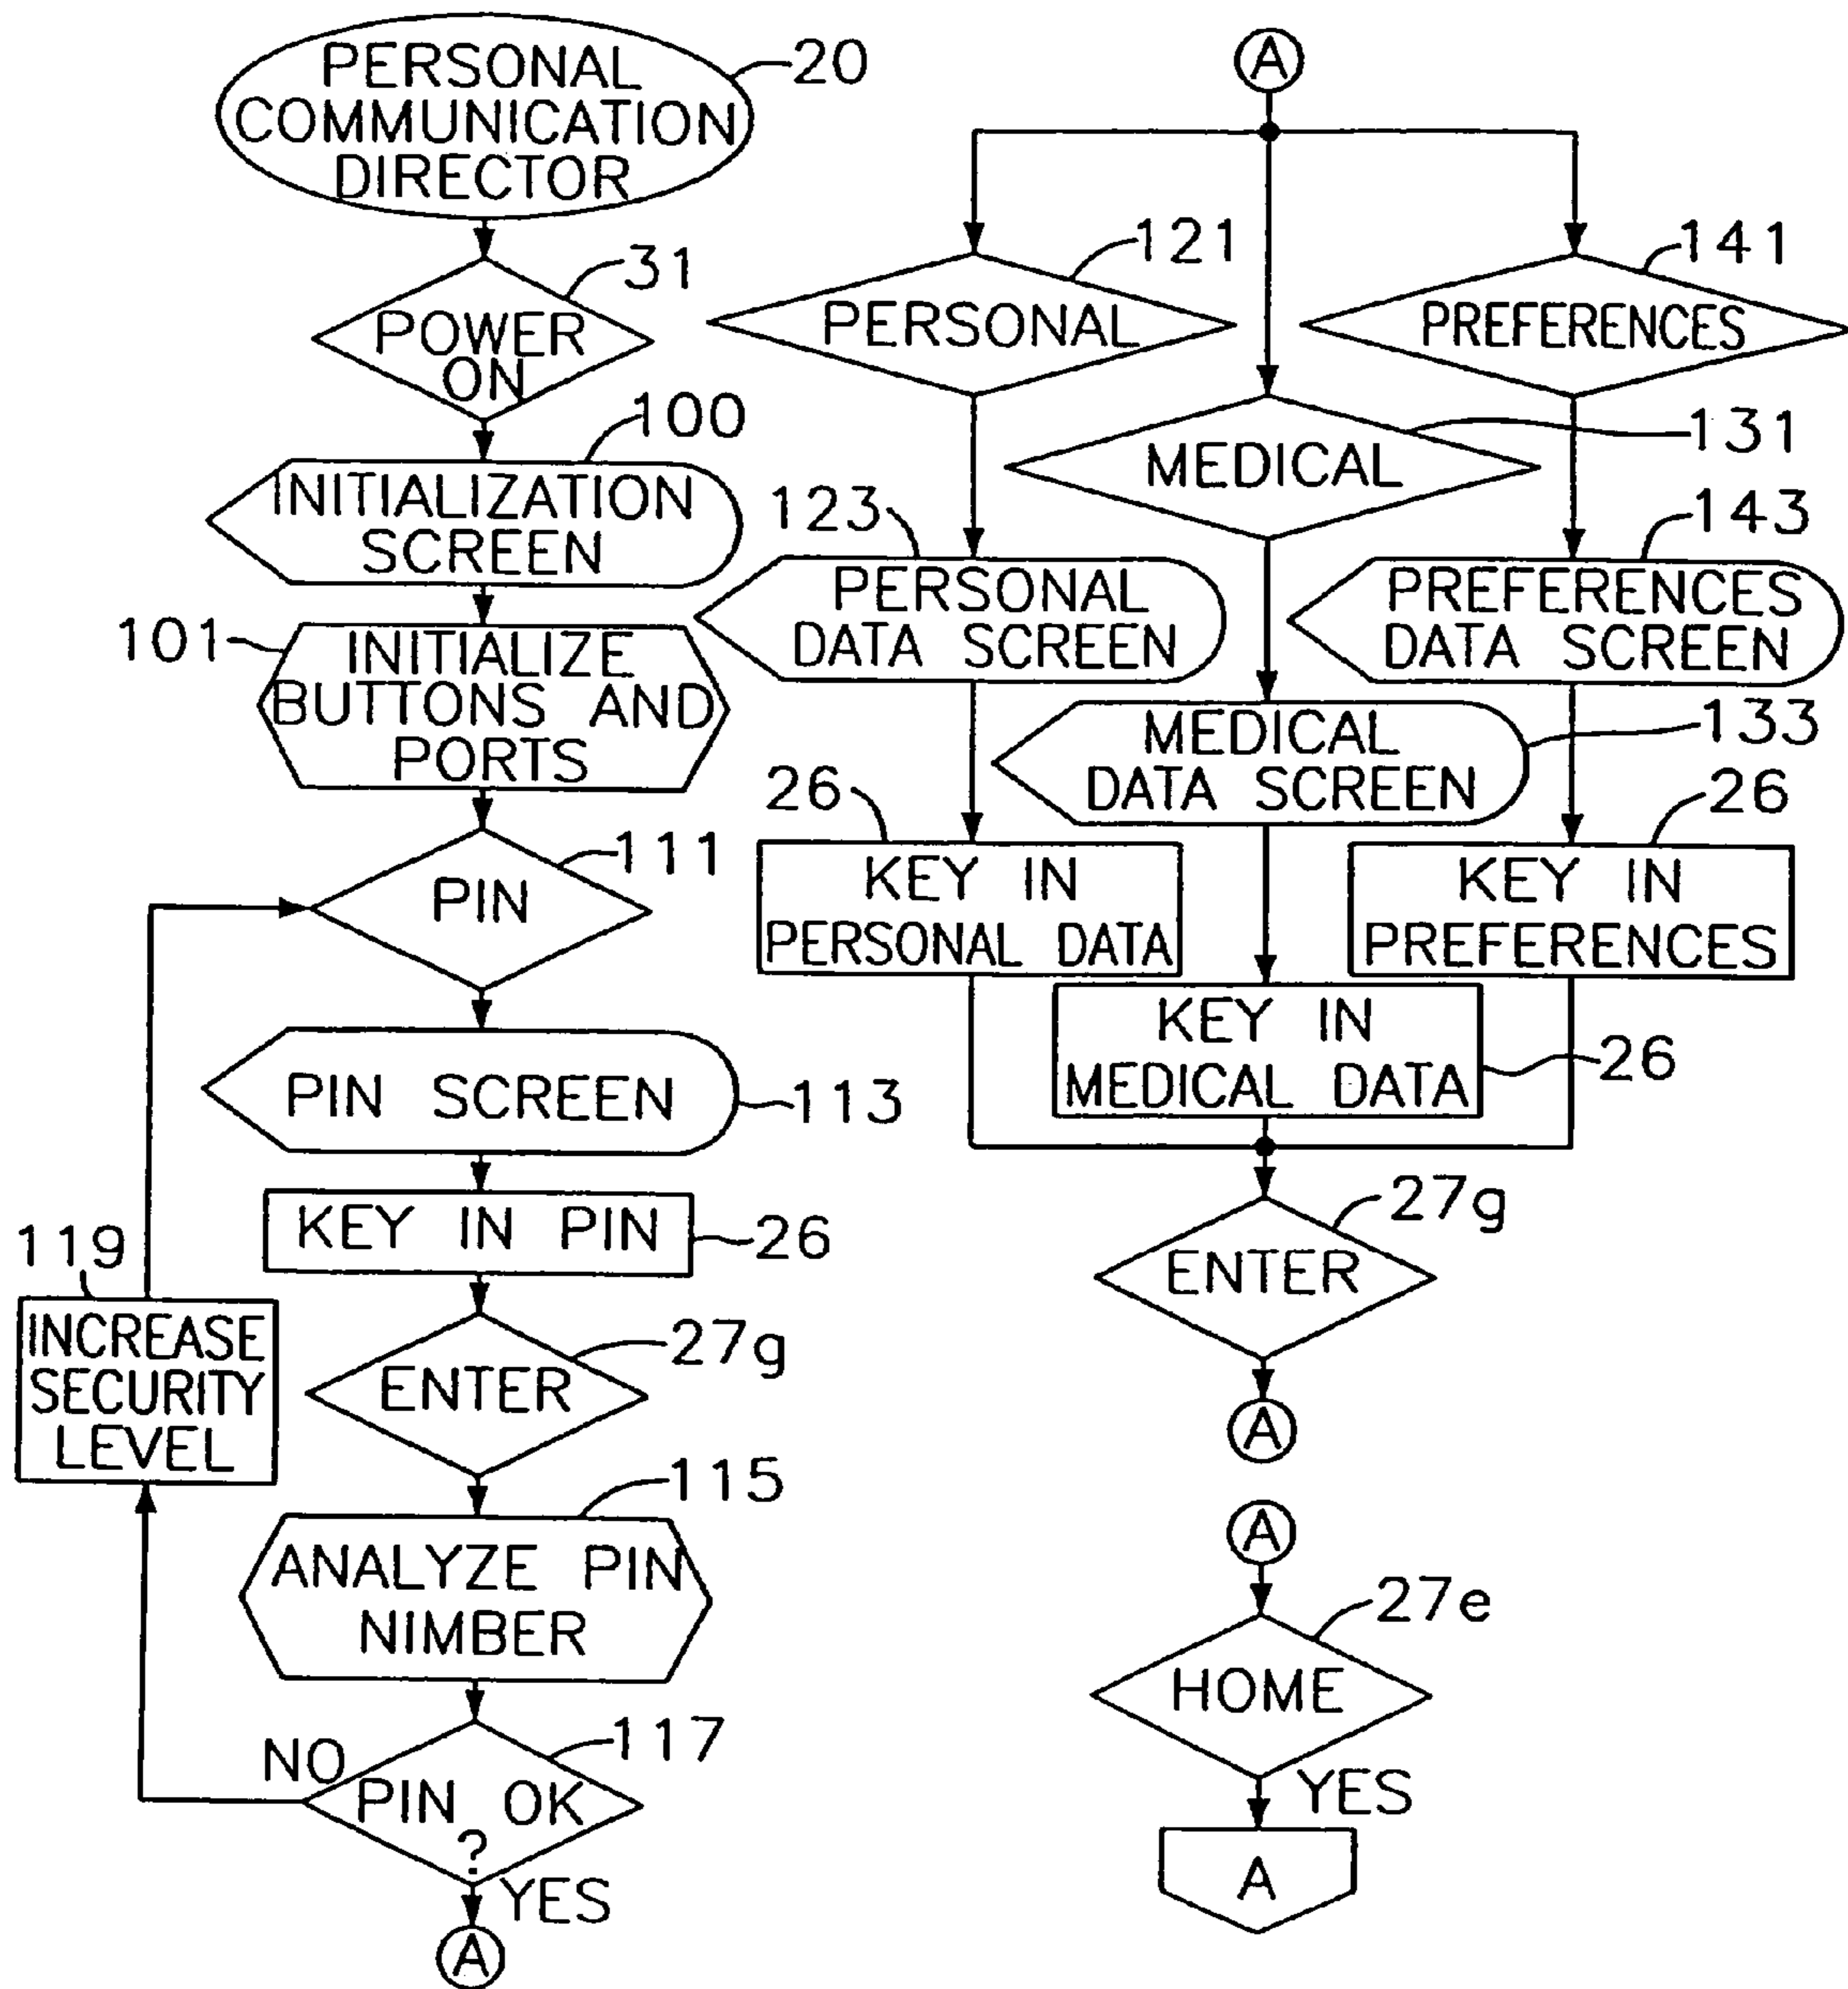 PERSONAL
COMMUNICATION
DIRECTOR
20
POWER
ON
31
INITIALIZATION
SCREEN
100
INITIALIZE
BUTTONS AND
PORTS
101
PIN
111
PIN SCREEN
113
KEY IN PIN
26
ENTER
27g
ANALYZE PIN
NIMBER
115
PIN OK
?
117
NO
YES
A
INCREASE
SECURITY
LEVEL
119
A
PERSONAL
121
PREFERENCES
141
MEDICAL
131
PERSONAL
DATA SCREEN
123
PREFERENCES
DATA SCREEN
143
MEDICAL
DATA SCREEN
133
KEY IN
PERSONAL DATA
26
KEY IN
PREFERENCES
26
KEY IN
MEDICAL DATA
26
ENTER
27g
A
A
HOME
27e
YES
A